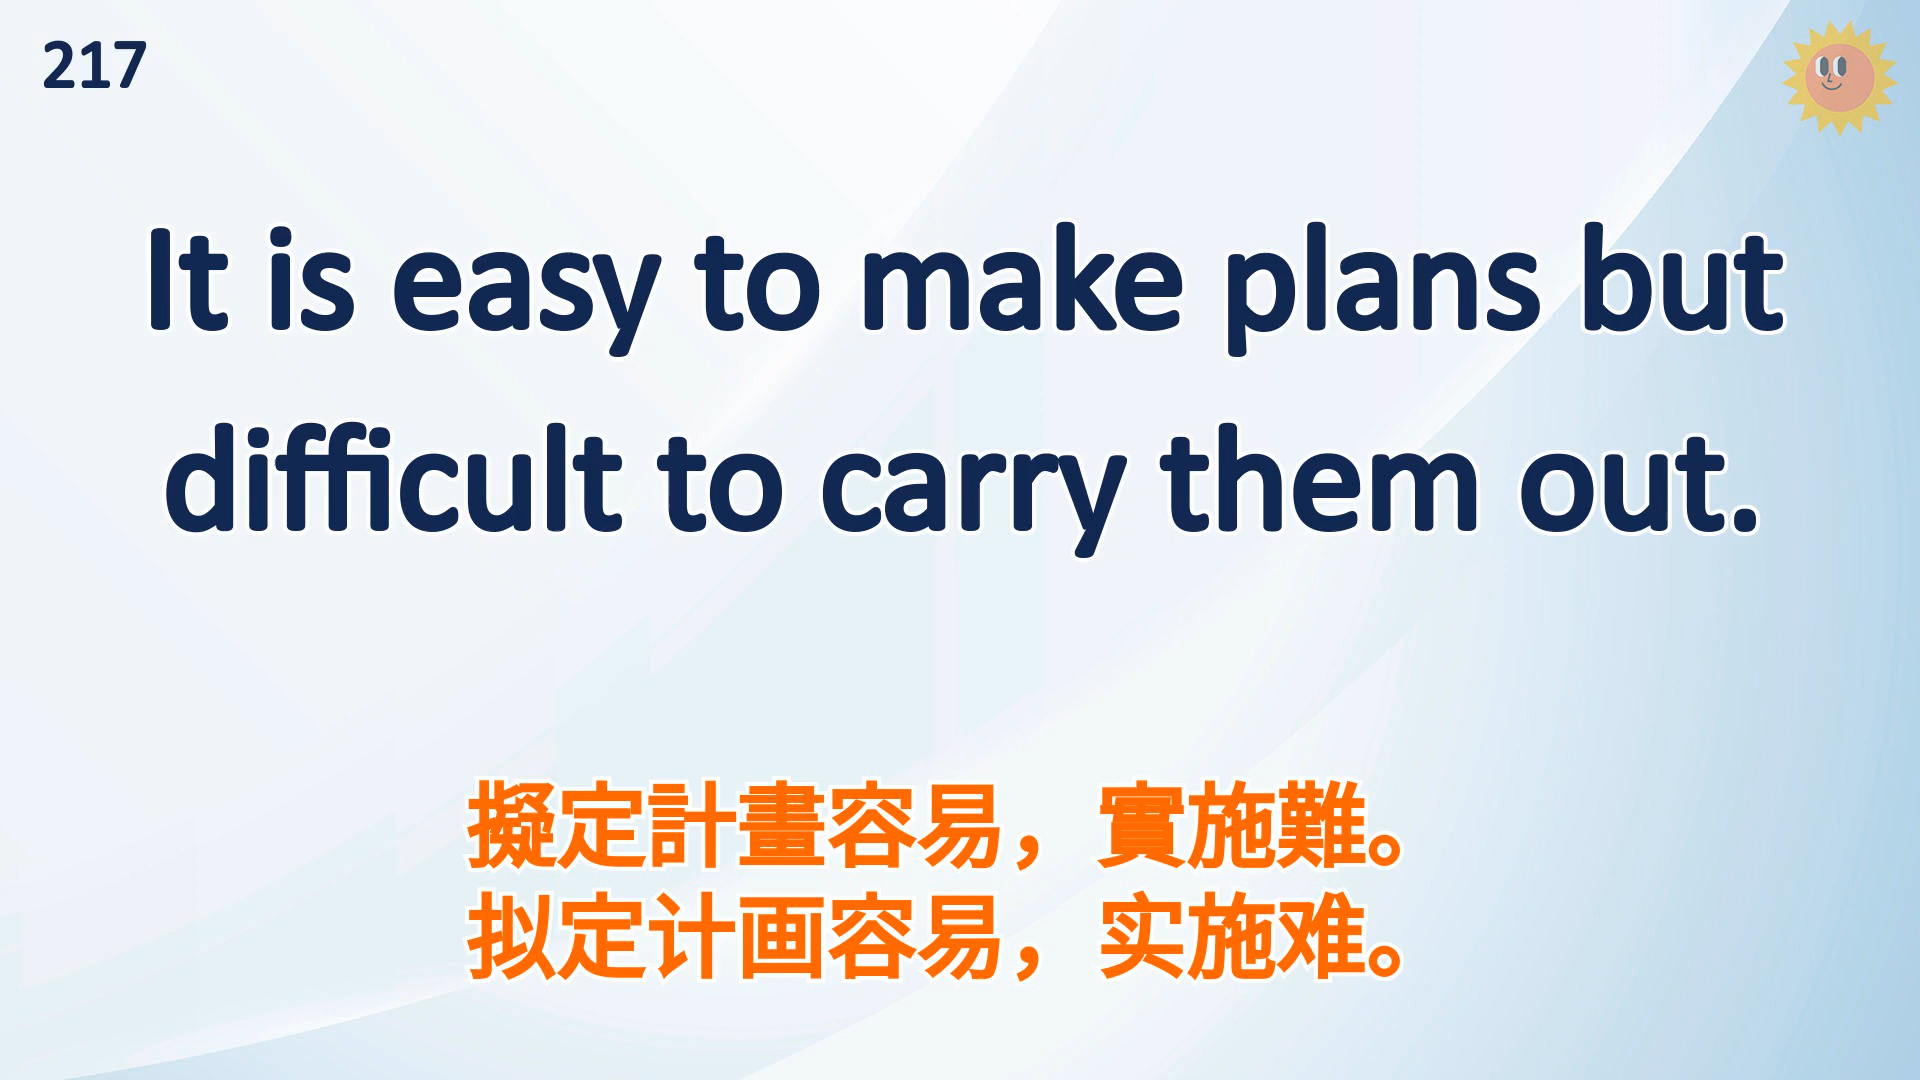 217
It is easy to make plans but
difficult to carry them out.
擬定計畫容易，實施難。
拟定计画容易，实施难。